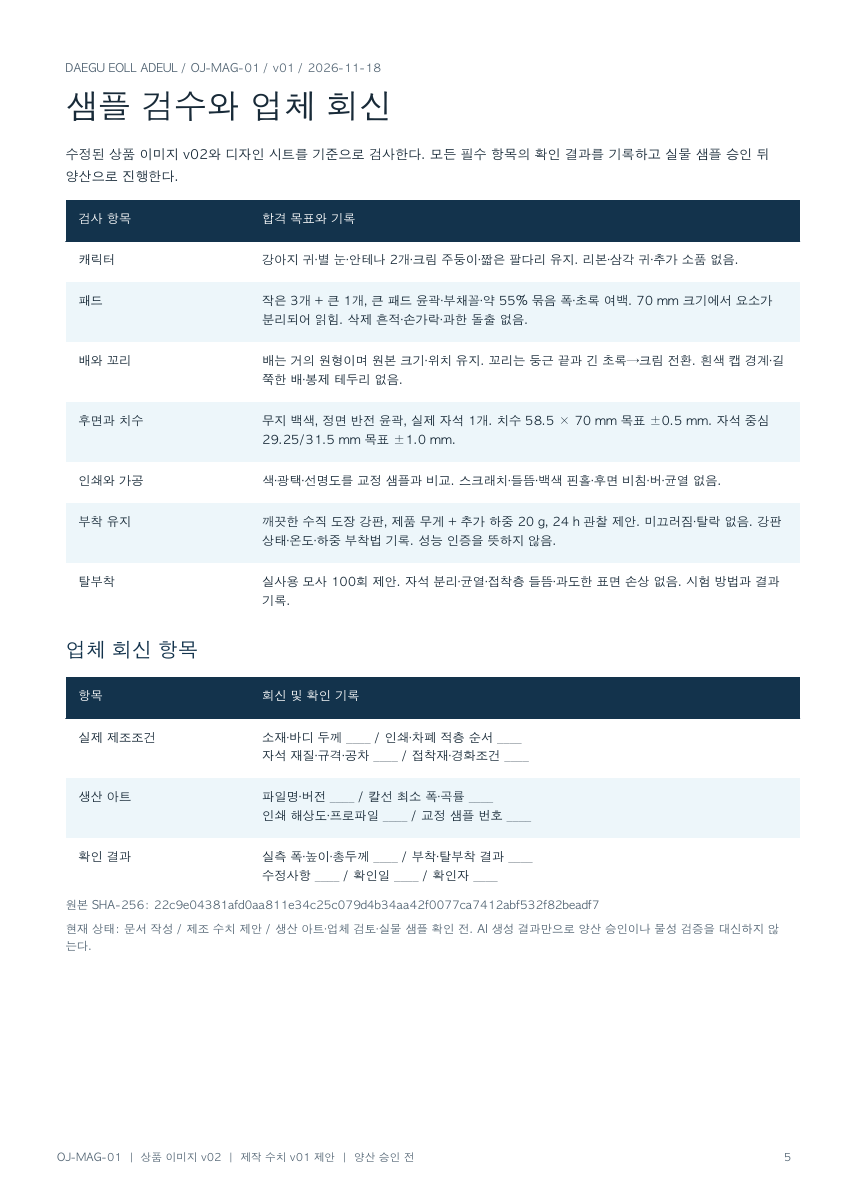 DAEGU EOLL ADEUL / OJ-MAG-01 / v01 / 2026-11-18
샘플 검수와 업체 회신
수정된 상품 이미지 v02와 디자인 시트를 기준으로 검사한다. 모든 필수 항목의 확인 결과를 기록하고 실물 샘플 승인 뒤
양산으로 진행한다.
검사 항목 합격 목표와 기록
캐릭터 강아지 귀·별 눈·안테나 2개·크림 주둥이·짧은 팔다리 유지. 리본·삼각 귀·추가 소품 없음.
패드 작은 3개 + 큰 1개, 큰 패드 윤곽·부채꼴·약 55% 묶음 폭·초록 여백. 70 mm 크기에서 요소가
분리되어 읽힘. 삭제 흔적·손가락·과한 돌출 없음.
배와 꼬리 배는 거의 원형이며 원본 크기·위치 유지. 꼬리는 둥근 끝과 긴 초록→크림 전환. 흰색 캡 경계·길
쭉한 배·봉제 테두리 없음.
후면과 치수 무지 백색, 정면 반전 윤곽, 실제 자석 1개. 치수 58.5 × 70 mm 목표 ±0.5 mm. 자석 중심
29.25/31.5 mm 목표 ±1.0 mm.
인쇄와 가공 색·광택·선명도를 교정 샘플과 비교. 스크래치·들뜸·백색 핀홀·후면 비침·버·균열 없음.
부착 유지 깨끗한 수직 도장 강판, 제품 무게 + 추가 하중 20 g, 24 h 관찰 제안. 미끄러짐·탈락 없음. 강판
상태·온도·하중 부착법 기록. 성능 인증을 뜻하지 않음.
탈부착 실사용 모사 100회 제안. 자석 분리·균열·접착층 들뜸·과도한 표면 손상 없음. 시험 방법과 결과
기록.
업체 회신 항목
항목 회신 및 확인 기록
실제 제조조건 소재·바디 두께 ____ / 인쇄·차폐 적층 순서 ____
자석 재질·규격·공차 ____ / 접착재·경화조건 ____
생산 아트 파일명·버전 ____ / 칼선 최소 폭·곡률 ____
인쇄 해상도·프로파일 ____ / 교정 샘플 번호 ____
확인 결과 실측 폭·높이·총두께 ____ / 부착·탈부착 결과 ____
수정사항 ____ / 확인일 ____ / 확인자 ____
원본 SHA-256: 22c9e04381afd0aa811e34c25c079d4b34aa42f0077ca7412abf532f82beadf7
현재 상태: 문서 작성 / 제조 수치 제안 / 생산 아트·업체 검토·실물 샘플 확인 전. AI 생성 결과만으로 양산 승인이나 물성 검증을 대신하지 않
는다.
OJ-MAG-01 | 상품 이미지 v02 | 제작 수치 v01 제안 | 양산 승인 전 5